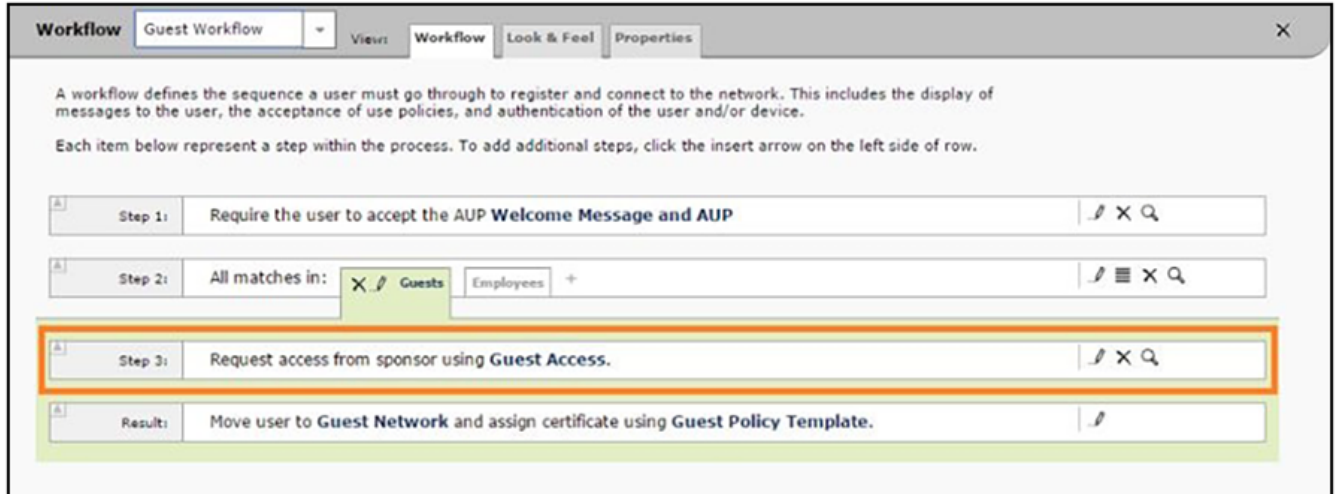 Workflow Guest Workflow View: Workflow Look & Feel Properties
A workflow defines the sequence a user must go through to register and connect to the network. This includes the display of
messages to the user, the acceptance of use policies, and authentication of the user and/or device.
Each item below represent a step within the process. To add additional steps, click the insert arrow on the left side of row.
Step 1: Require the user to accept the AUP Welcome Message and AUP
Step 2: All matches in: Guests Employees +
Step 3: Request access from sponsor using Guest Access.
Result: Move user to Guest Network and assign certificate using Guest Policy Template.